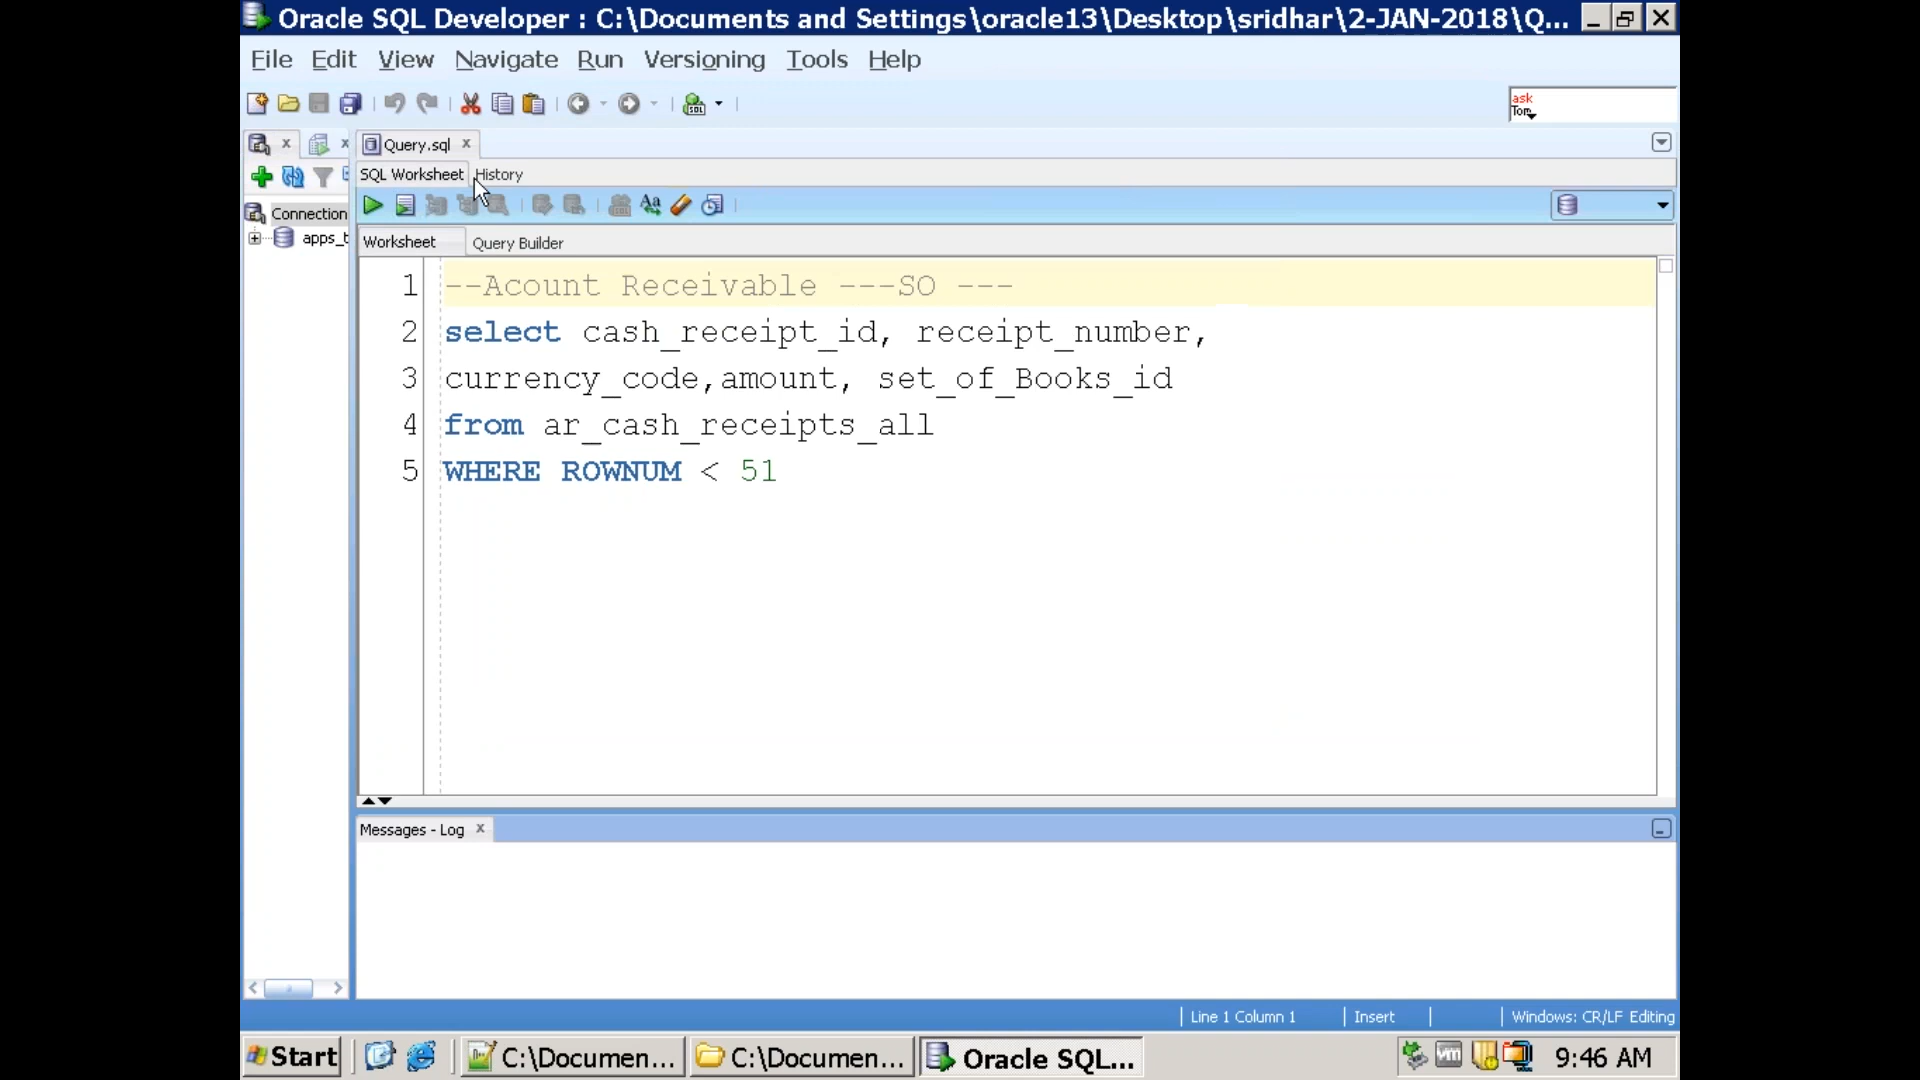 Oracle SQL Developer : C:\Documents and Settings\oracle13\Desktop\sridhar\2-JAN-2018\Q...
File Edit View Navigate Run Versioning Tools Help
ask
Tom
Query.sql
SQL Worksheet History
Connection
apps_t
Worksheet Query Builder
1 --Acount Receivable ---SO ---
2 select cash_receipt_id, receipt_number,
3 currency_code,amount, set_of_Books_id
4 from ar_cash_receipts_all
5 WHERE ROWNUM < 51
Messages - Log
Line 1 Column 1 Insert Windows: CR/LF Editing
Start C:\Documen... C:\Documen... Oracle SQL... 9:46 AM